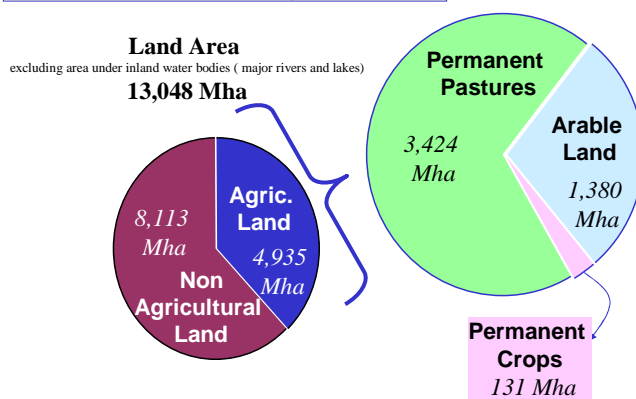 Land Area
excluding area under inland water bodies ( major rivers and lakes)
13,048 Mha
8,113
Mha
Non
Agricultural
Land
Agric.
Land
4,935
Mha
Permanent
Pastures
3,424
Mha
Arable
Land
1,380
Mha
Permanent
Crops
131 Mha